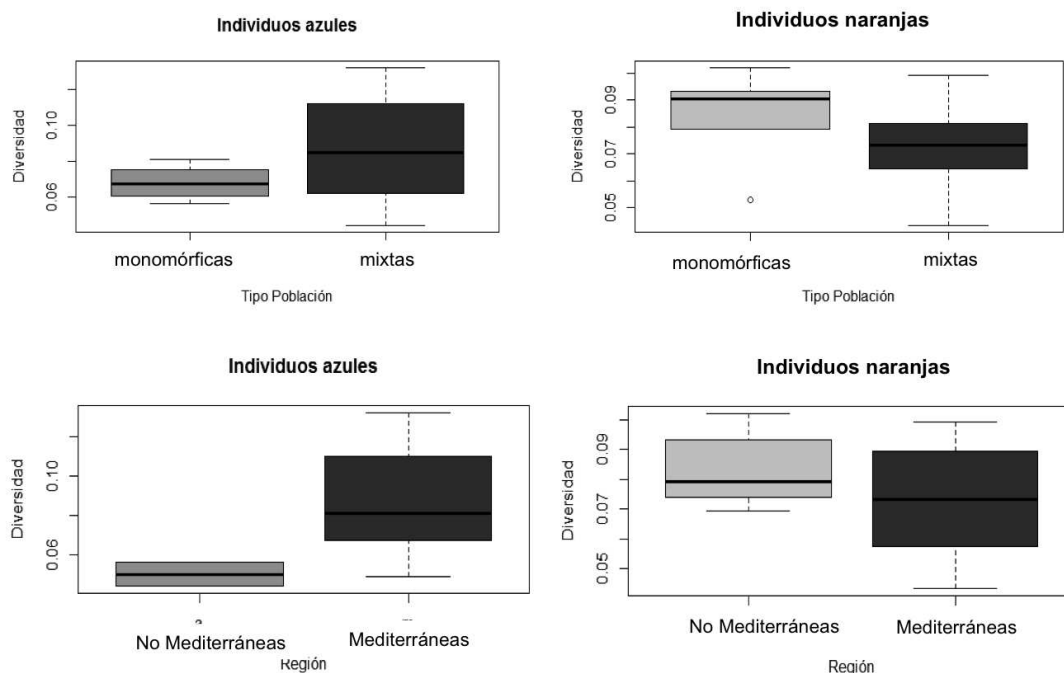 Individuos azules
Diversidad
0.10
0.06
monomórficas
mixtas
Tipo Población
Individuos naranjas
Diversidad
0.09
0.07
0.05
monomórficas
mixtas
Tipo Población
Individuos azules
Diversidad
0.10
0.06
No Mediterráneas
Mediterráneas
Región
Individuos naranjas
Diversidad
0.09
0.07
0.05
No Mediterráneas
Mediterráneas
Región